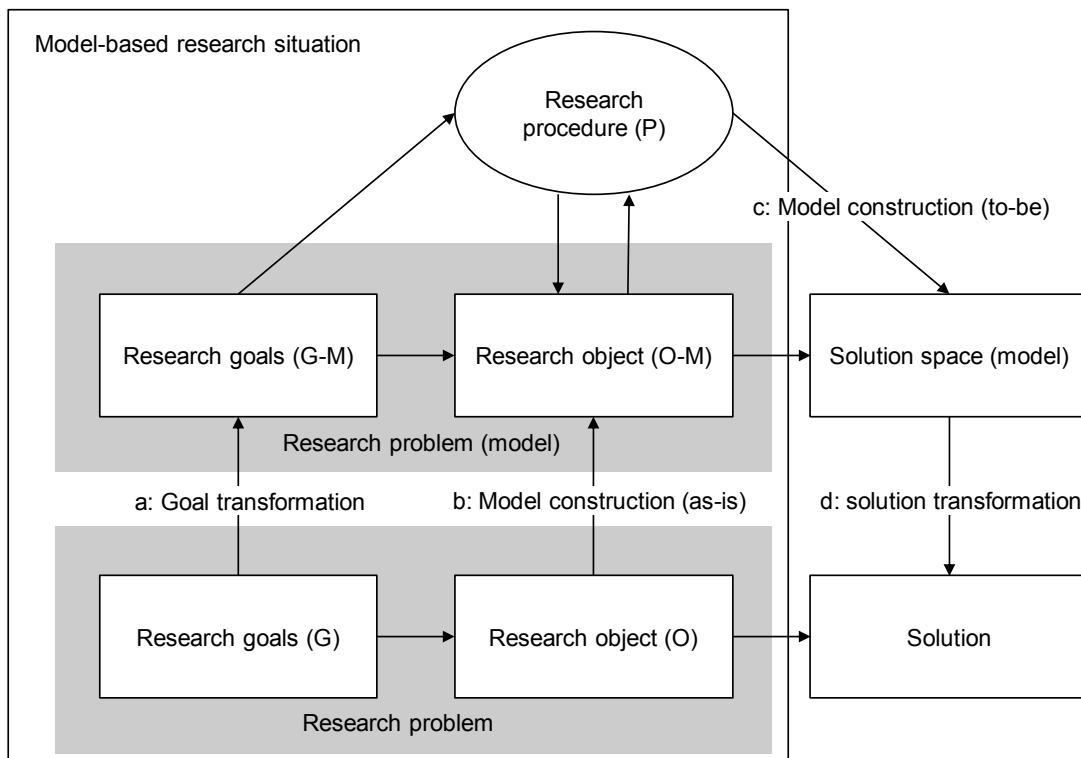 Model-based research situation
Research
procedure (P)
c: Model construction (to-be)
Research goals (G-M)
Research object (O-M)
Solution space (model)
Research problem (model)
a: Goal transformation
b: Model construction (as-is)
d: solution transformation
Research goals (G)
Research object (O)
Solution
Research problem